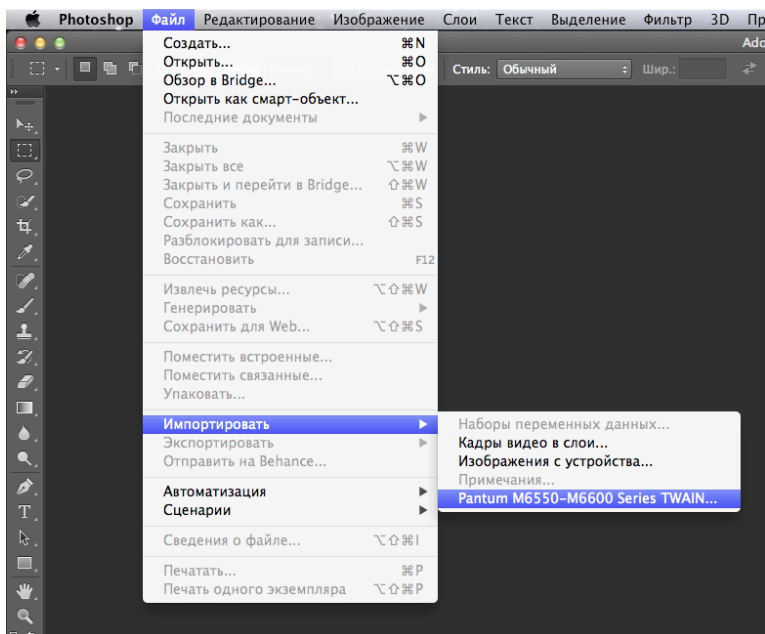 Photoshop Файл Редактирование Изображение Слои Текст Выделение Фильтр 3D Пр
Ado
Стиль: Обычный Шир.:
Создать... ⌘N
Открыть... ⌘O
Обзор в Bridge... ⌥⌘O
Открыть как смарт-объект...
Последние документы
Закрыть ⌘W
Закрыть все ⌥⌘W
Закрыть и перейти в Bridge... ⇧⌘W
Сохранить ⌘S
Сохранить как... ⇧⌘S
Разблокировать для записи...
Восстановить F12
Извлечь ресурсы... ⌥⇧⌘W
Генерировать
Сохранить для Web... ⌥⇧⌘S
Поместить встроенные...
Поместить связанные...
Упаковать...
Импортировать
Экспортировать
Отправить на Behance...
Автоматизация
Сценарии
Сведения о файле... ⌥⇧⌘I
Печатать... ⌘P
Печать одного экземпляра ⌥⇧⌘P
Наборы переменных данных...
Кадры видео в слои...
Изображения с устройства...
Примечания...
Pantum M6550-M6600 Series TWAIN...